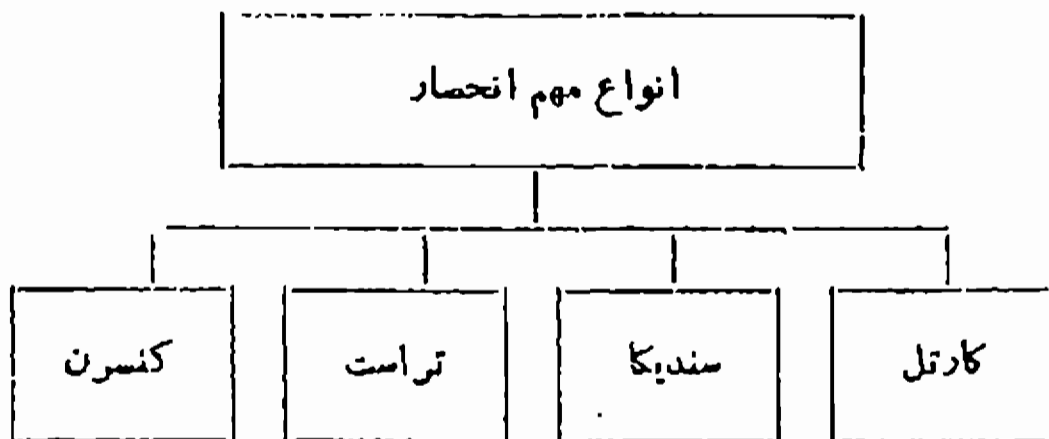 انواع مهم انحصار
کارتل
سندیکا
تراست
کنسرن